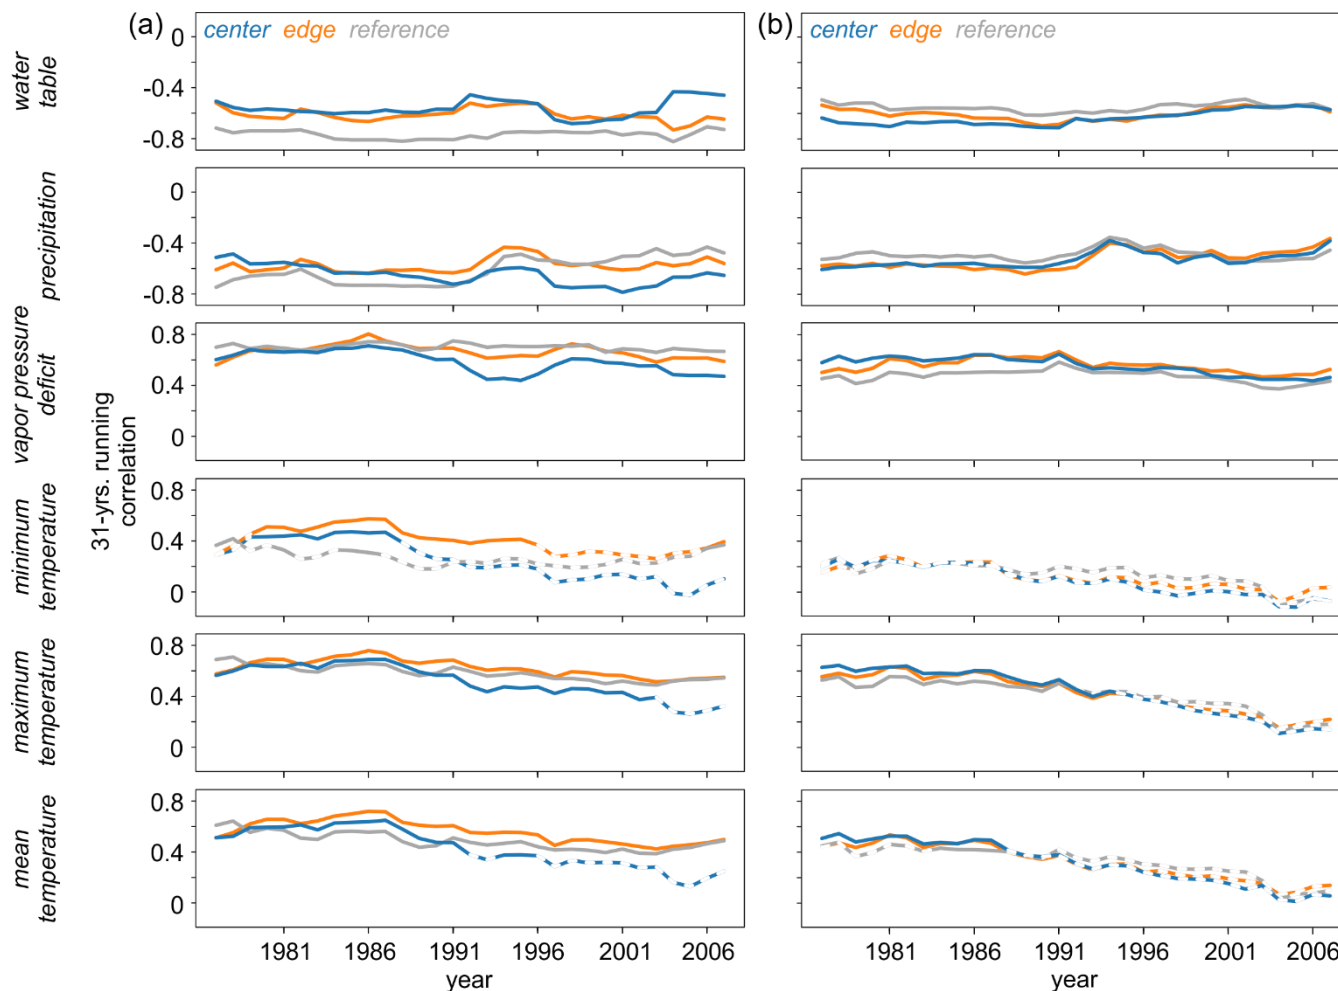 (a)
center edge reference
(b)
center edge reference
water
table
0
-0.4
-0.8
precipitation
0
-0.4
-0.8
vapor pressure
deficit
0.8
0.4
0
31-yrs. running
correlation
minimum
temperature
0.8
0.4
0
maximum
temperature
0.8
0.4
0
mean
temperature
0.8
0.4
0
1981 1986 1991 1996 2001 2006
year
1981 1986 1991 1996 2001 2006
year